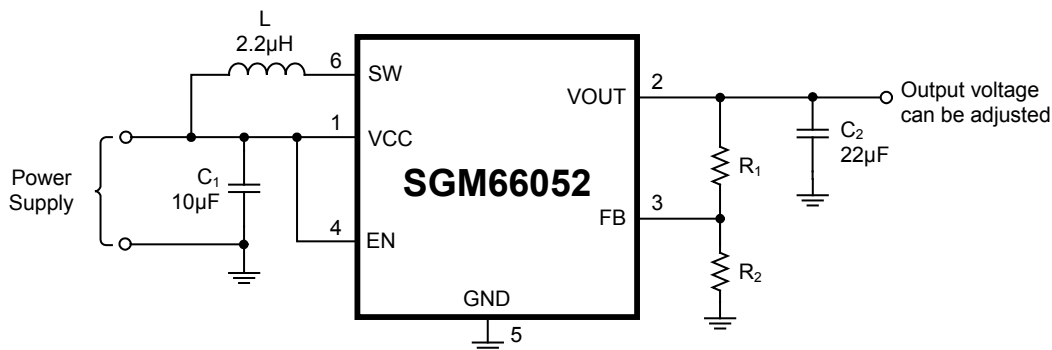 L
2.2µH
6
SW
1
VCC
C₁
10µF
Power
Supply
4
EN
SGM66052
VOUT
2
Output voltage
can be adjusted
C₂
22µF
R₁
FB
3
R₂
GND
5